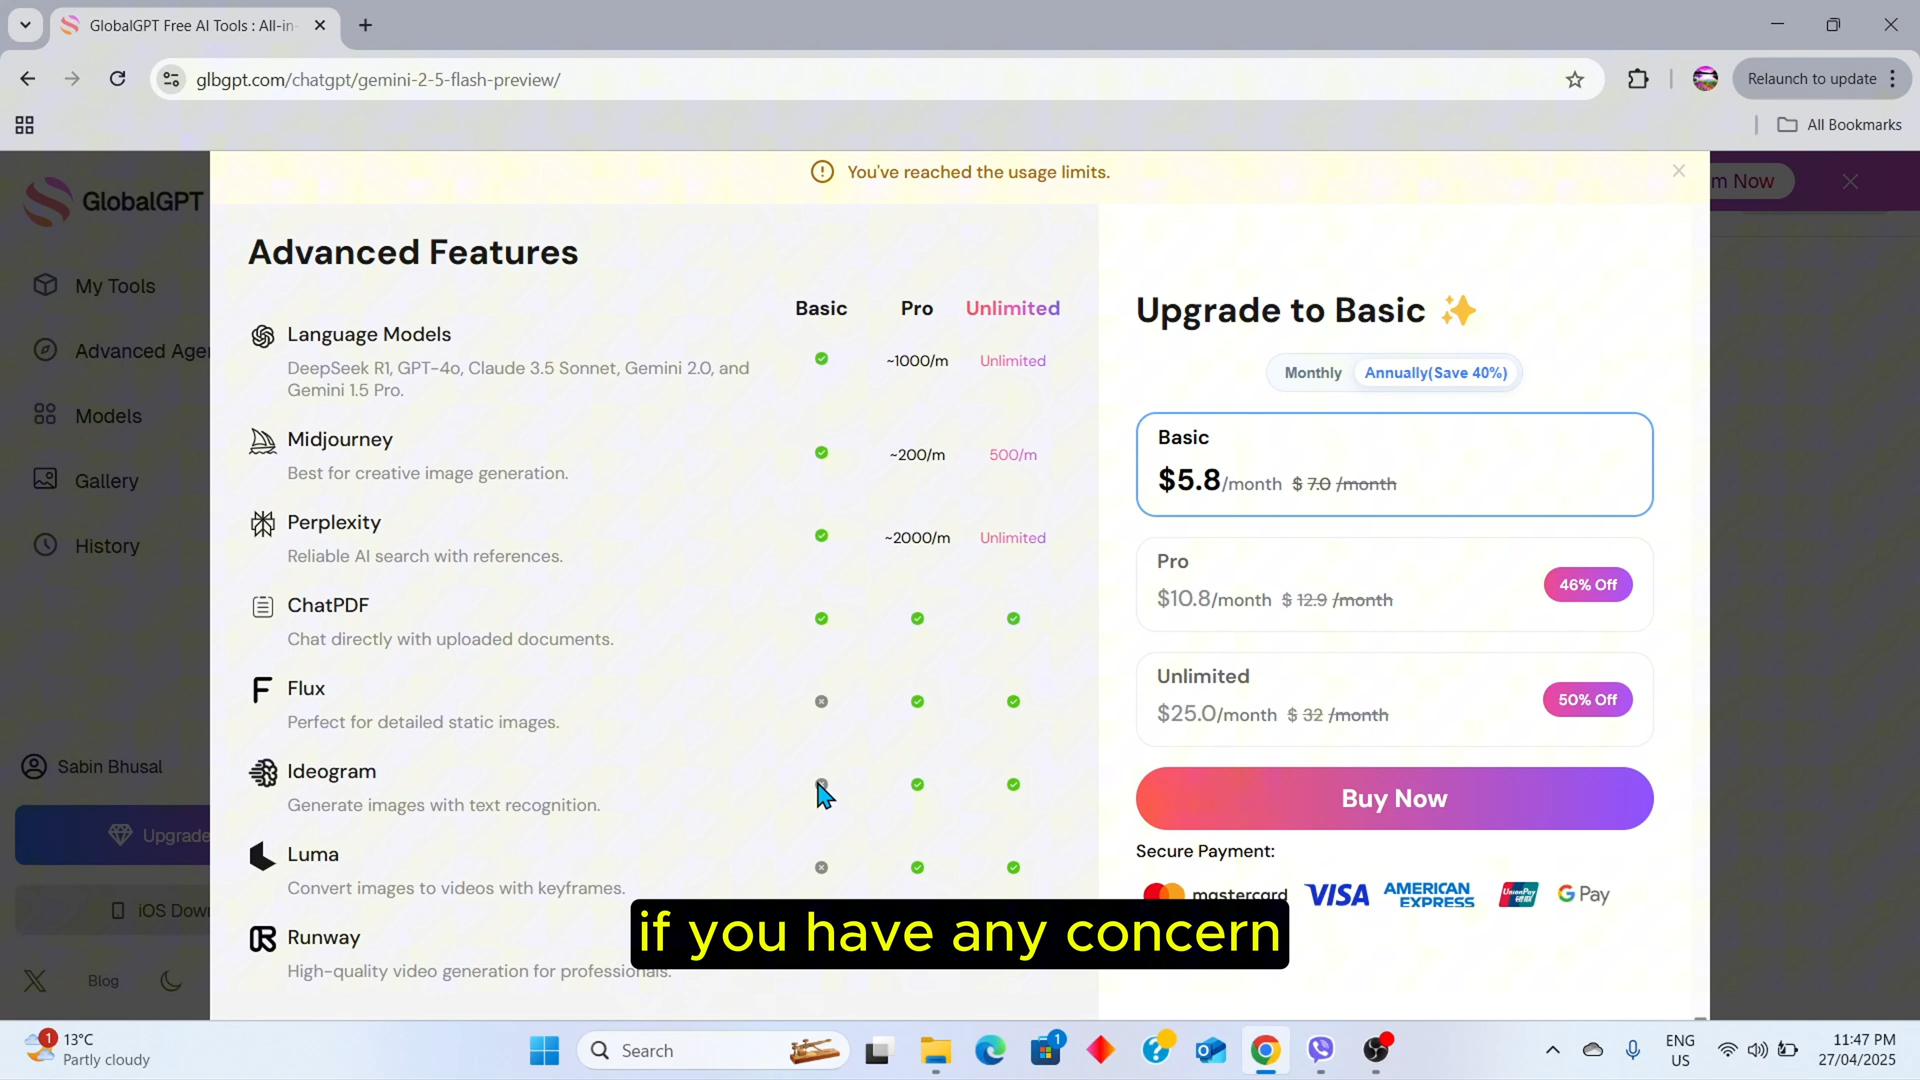 GlobalGPT Free AI Tools : All-in-
glbgpt.com/chatgpt/gemini-2-5-flash-preview/
Relaunch to update
All Bookmarks
You've reached the usage limits.
m Now
GlobalGPT
My Tools
Advanced Agen
Models
Gallery
History
Sabin Bhusal
Upgrade
iOS Down
Blog
Advanced Features
Basic Pro Unlimited
Language Models
DeepSeek R1, GPT-4o, Claude 3.5 Sonnet, Gemini 2.0, and
Gemini 1.5 Pro.
~1000/m Unlimited
Midjourney
Best for creative image generation.
~200/m 500/m
Perplexity
Reliable AI search with references.
~2000/m Unlimited
ChatPDF
Chat directly with uploaded documents.
Flux
Perfect for detailed static images.
Ideogram
Generate images with text recognition.
Luma
Convert images to videos with keyframes.
Runway
High-quality video generation for professionals.
Upgrade to Basic
Monthly Annually(Save 40%)
Basic
$5.8/month $ 7.0 /month
Pro
$10.8/month $ 12.9 /month
46% Off
Unlimited
$25.0/month $ 32 /month
50% Off
Buy Now
Secure Payment:
mastercard VISA AMERICAN EXPRESS UnionPay G Pay
if you have any concern
1
13°C
Partly cloudy
Search
1
ENG
US
11:47 PM
27/04/2025